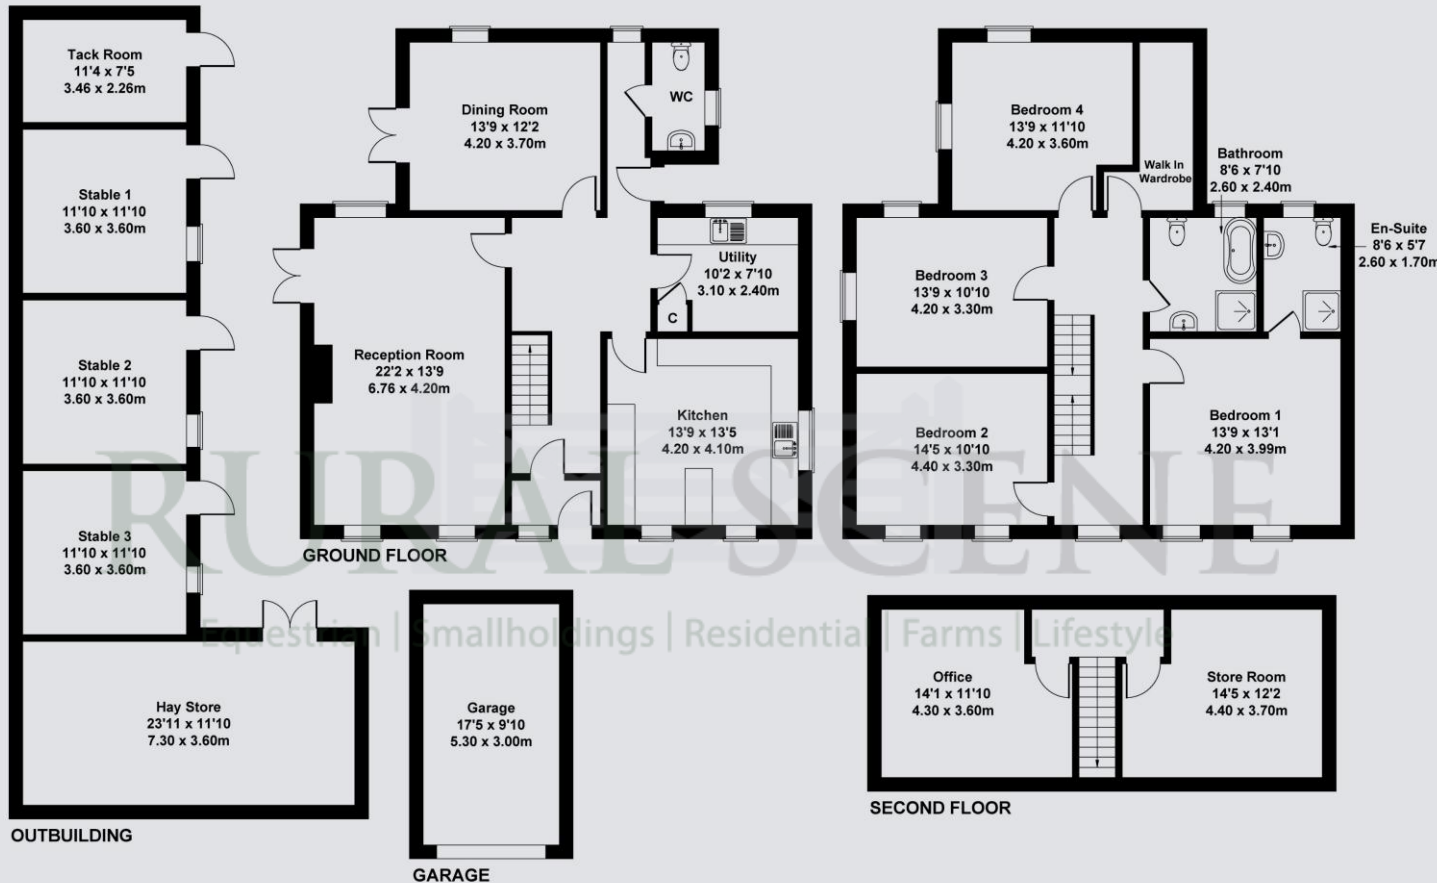 Tack Room
11'4 x 7'5
3.46 x 2.26m
Stable 1
11'10 x 11'10
3.60 x 3.60m
Stable 2
11'10 x 11'10
3.60 x 3.60m
Stable 3
11'10 x 11'10
3.60 x 3.60m
Hay Store
23'11 x 11'10
7.30 x 3.60m
OUTBUILDING
Dining Room
13'9 x 12'2
4.20 x 3.70m
WC
Utility
10'2 x 7'10
3.10 x 2.40m
C
Reception Room
22'2 x 13'9
6.76 x 4.20m
Kitchen
13'9 x 13'5
4.20 x 4.10m
GROUND FLOOR
Bedroom 4
13'9 x 11'10
4.20 x 3.60m
Walk In
Wardrobe
Bathroom
8'6 x 7'10
2.60 x 2.40m
En-Suite
8'6 x 5'7
2.60 x 1.70m
Bedroom 3
13'9 x 10'10
4.20 x 3.30m
Bedroom 2
14'5 x 10'10
4.40 x 3.30m
Bedroom 1
13'9 x 13'1
4.20 x 3.99m
RURAL SCENE
Equestrian | Smallholdings | Residential | Farms | Lifestyle
Garage
17'5 x 9'10
5.30 x 3.00m
GARAGE
Office
14'1 x 11'10
4.30 x 3.60m
Store Room
14'5 x 12'2
4.40 x 3.70m
SECOND FLOOR